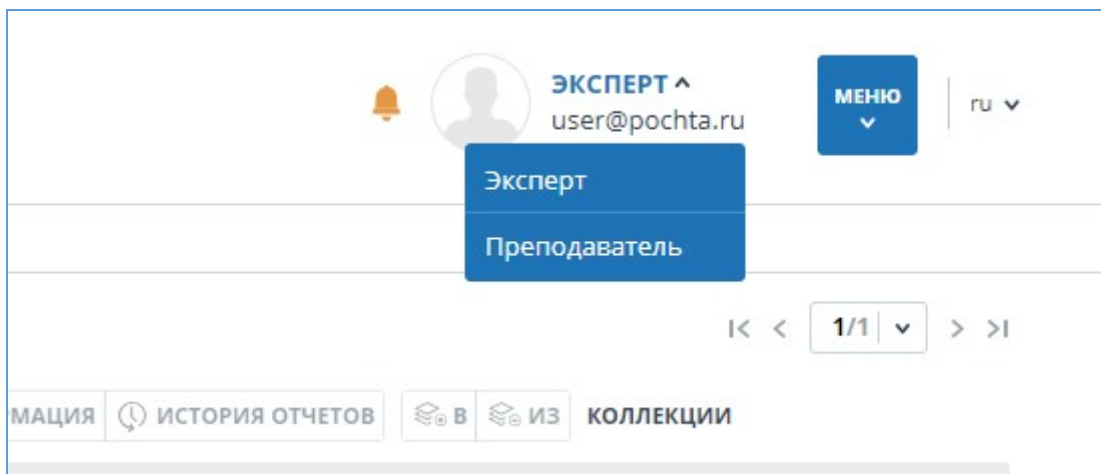 ЭКСПЕРТ
user@pochta.ru
МЕНЮ
ru
Эксперт
Преподаватель
1/1
МАЦИЯ ИСТОРИЯ ОТЧЕТОВ В ИЗ КОЛЛЕКЦИИ